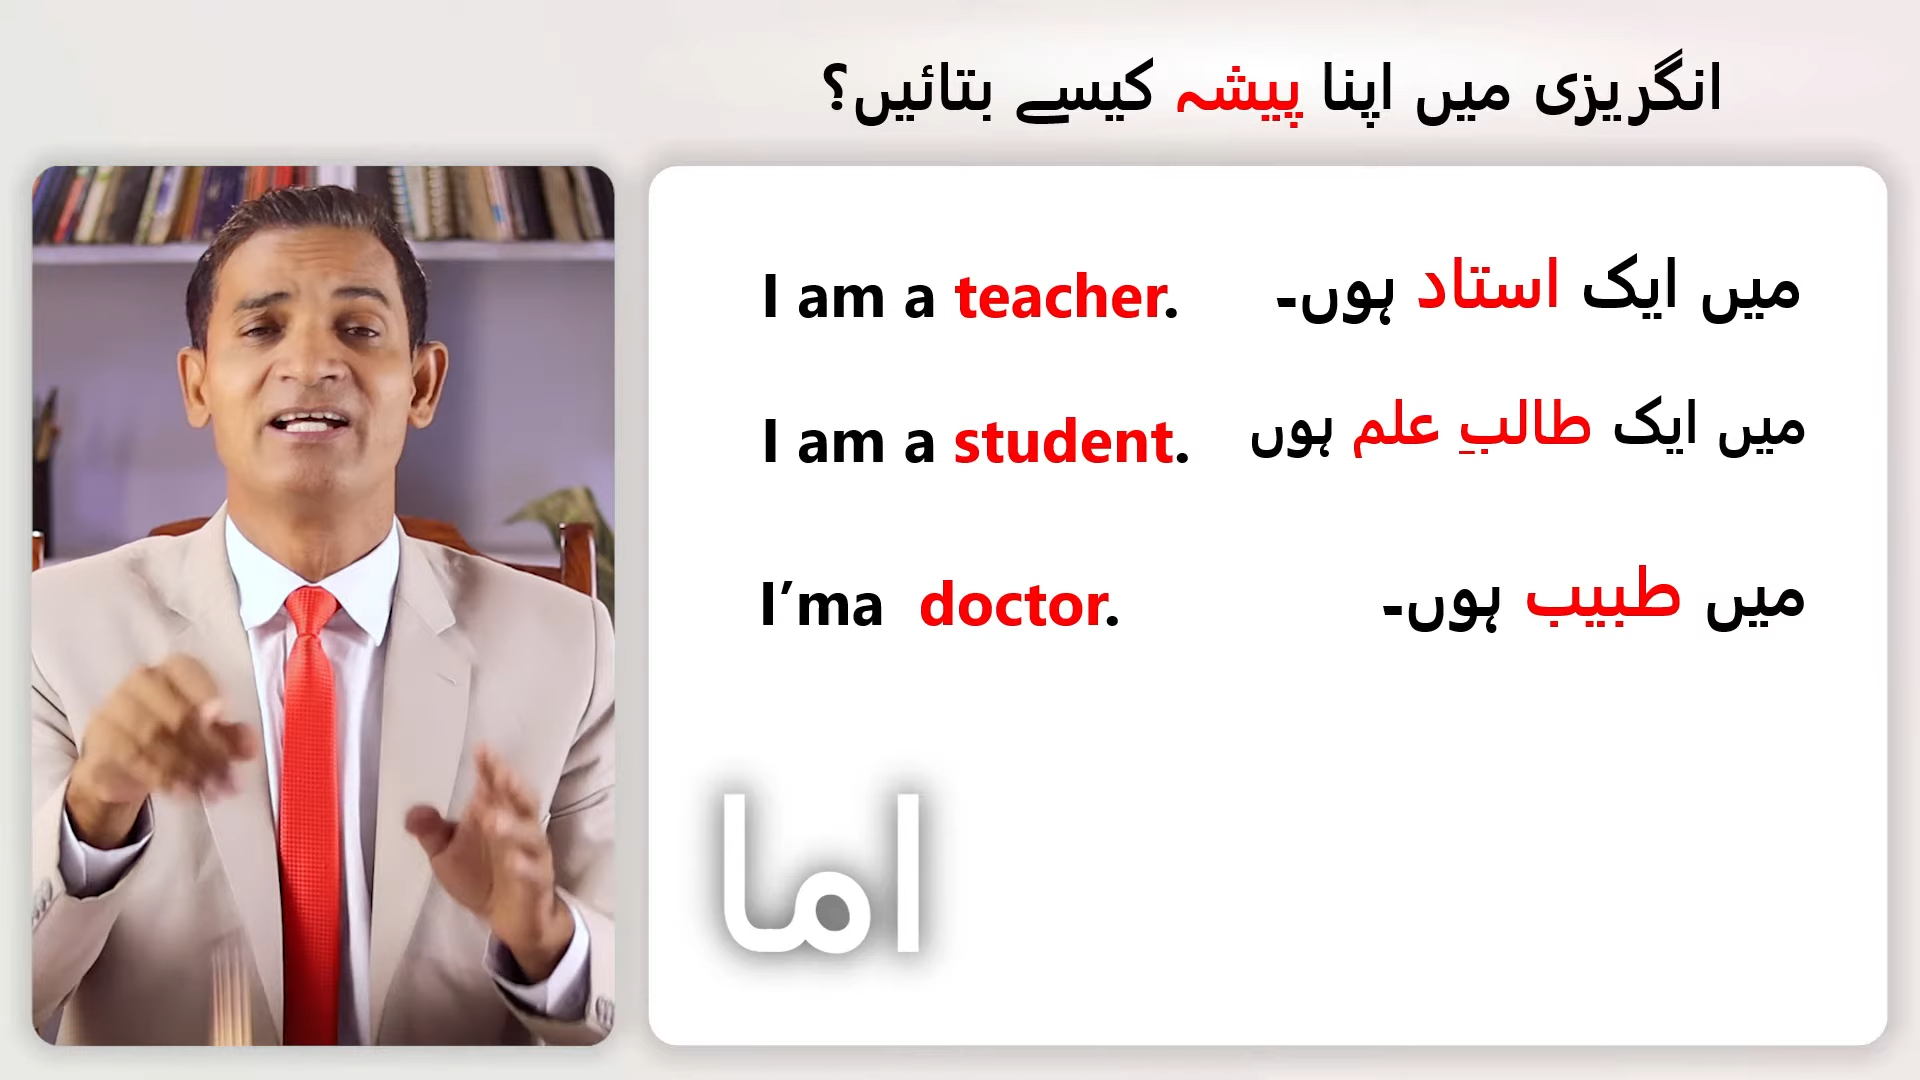 انگریزی میں اپنا پیشہ کیسے بتائیں؟
I am a teacher. میں ایک استاد ہوں۔
I am a student. میں ایک طالبِ علم ہوں
I’ma doctor. میں طبیب ہوں۔
اما